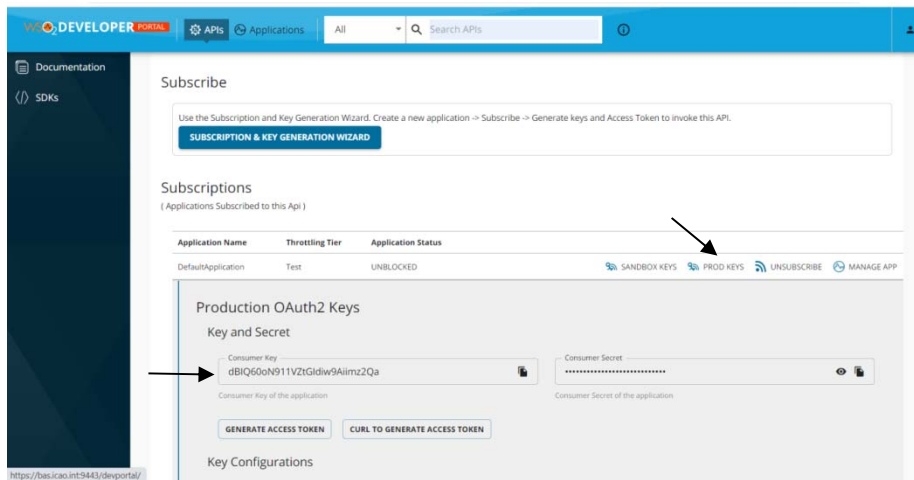 WSO2 DEVELOPER PORTAL
APIs
Applications
All
Search APIs
Documentation
SDKs
Subscribe
Use the Subscription and Key Generation Wizard. Create a new application -> Subscribe -> Generate keys and Access Token to invoke this API.
SUBSCRIPTION & KEY GENERATION WIZARD
Subscriptions
( Applications Subscribed to this Api )
Application Name Throttling Tier Application Status
DefaultApplication Test UNBLOCKED SANDBOX KEYS PROD KEYS UNSUBSCRIBE MANAGE APP
Production OAuth2 Keys
Key and Secret
Consumer Key
dBIQ60oN911VZtGIdiw9Aiimz2Qa
Consumer Key of the application
Consumer Secret
••••••••••••••••••••••••••••
Consumer Secret of the application
GENERATE ACCESS TOKEN
CURL TO GENERATE ACCESS TOKEN
Key Configurations
https://bas.icao.int:9443/devportal/